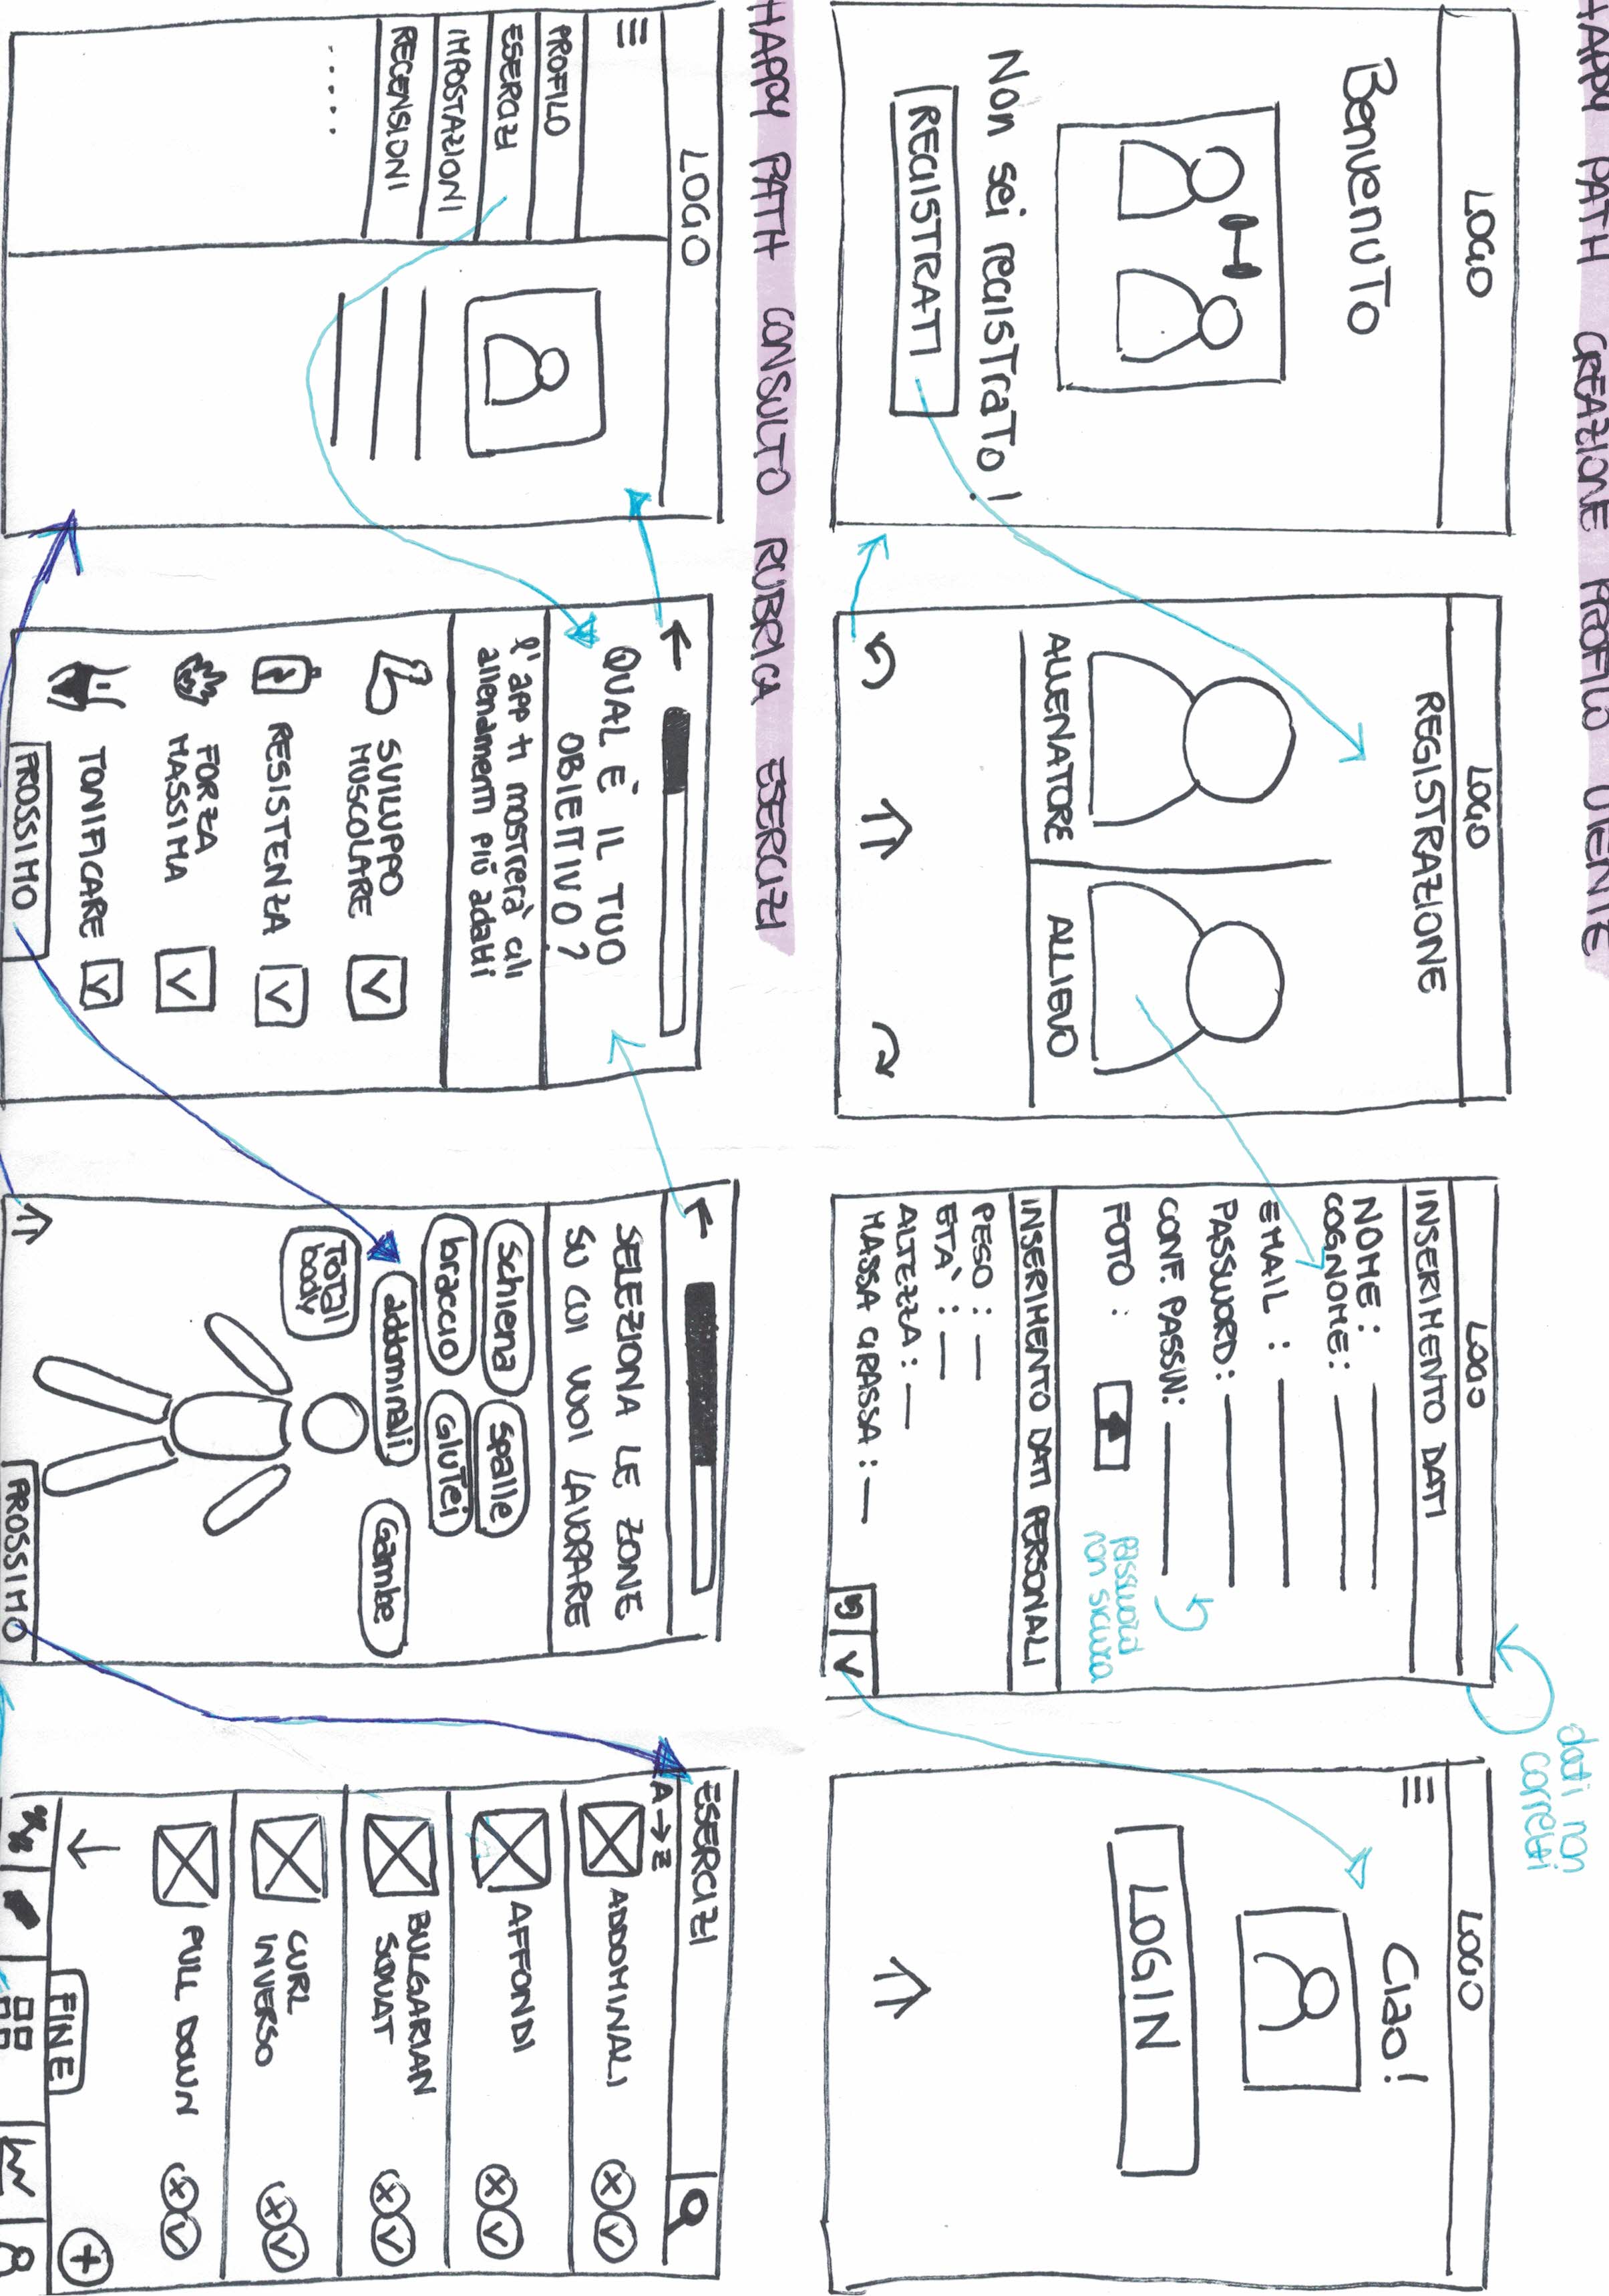 HAPPY PATH CREAZIONE PROFILO UTENTE
LOGO
Benvenuto
Non sei registrato!
REGISTRATI
LOGO
REGISTRAZIONE
ALLENATORE
ALLIEVO
LOGO
INSERIMENTO DATI
NOME:
COGNOME:
EMAIL:
PASSWORD:
CONF. PASSW:
FOTO:
password
non sicura
INSERIMENTO DATI PERSONALI
PESO:
ETÀ:
ALTEZZA:
MASSA GRASSA:
dati non
corretti
LOGO
Ciao!
LOGIN
HAPPY PATH CONSULTO RUBRICA ESERCIZI
LOGO
PROFILO
ESERCIZI
IMPOSTAZIONI
RECENSIONI
.....
QUAL È IL TUO
OBIETTIVO?
l'app ti mostrerà gli
allenamenti più adatti
SVILUPPO
MUSCOLARE
RESISTENZA
FORZA
MASSIMA
TONIFICARE
PROSSIMO
SELEZIONA LE ZONE
SU CUI VUOI LAVORARE
Schiena
Spalle
braccio
Glutei
addominali
Gambe
Total
body
PROSSIMO
ESERCIZI
A→Z
ADDOMINALI
AFFONDI
BULGARIAN
SQUAT
CURL
INVERSO
PULL DOWN
FINE